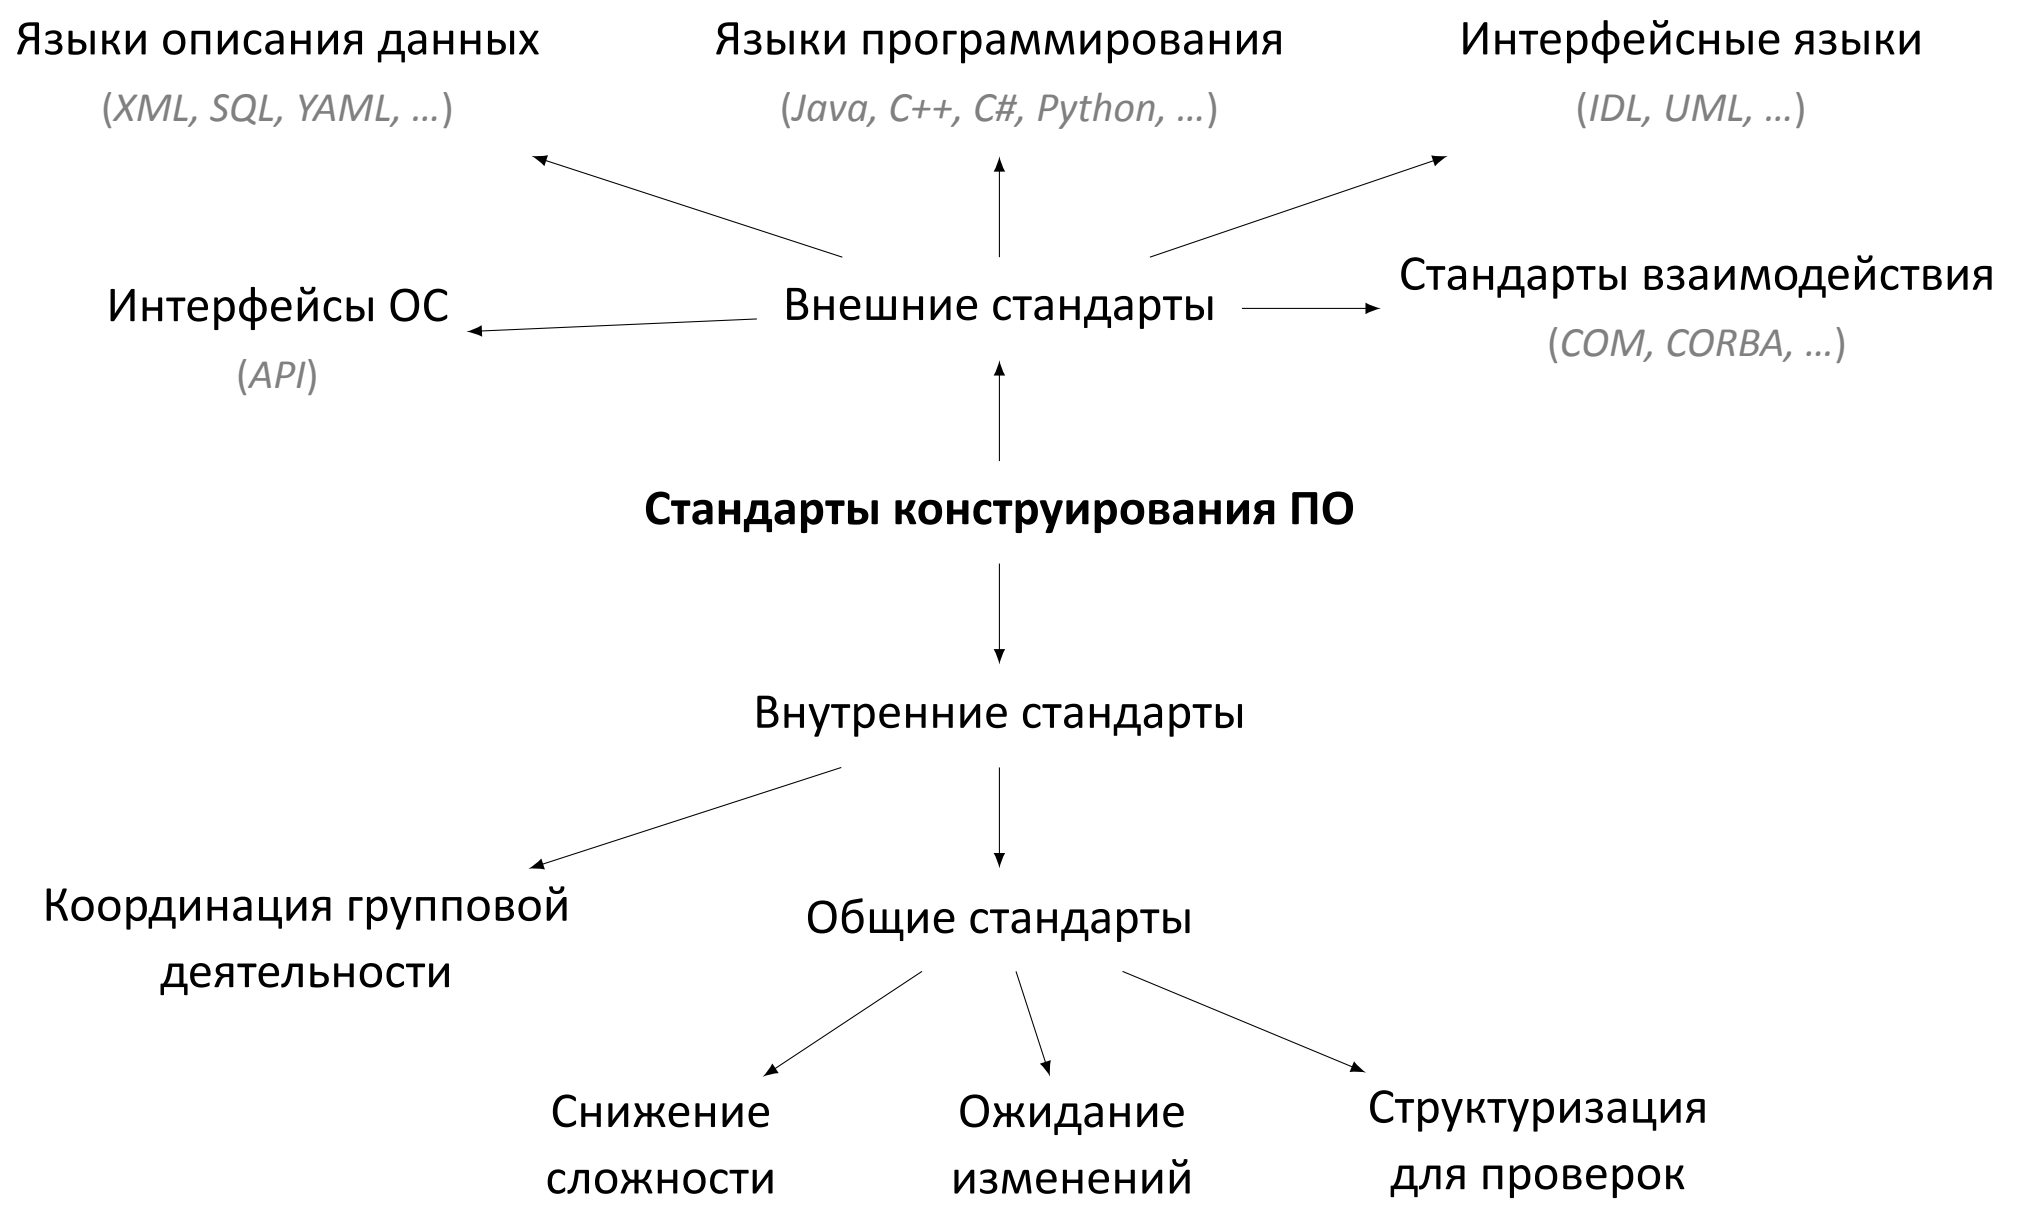 Языки описания данных
(XML, SQL, YAML, …)
Языки программирования
(Java, C++, C#, Python, …)
Интерфейсные языки
(IDL, UML, …)
Интерфейсы ОС
(API)
Внешние стандарты
Стандарты взаимодействия
(COM, CORBA, …)
Стандарты конструирования ПО
Внутренние стандарты
Координация групповой
деятельности
Общие стандарты
Снижение
сложности
Ожидание
изменений
Структуризация
для проверок